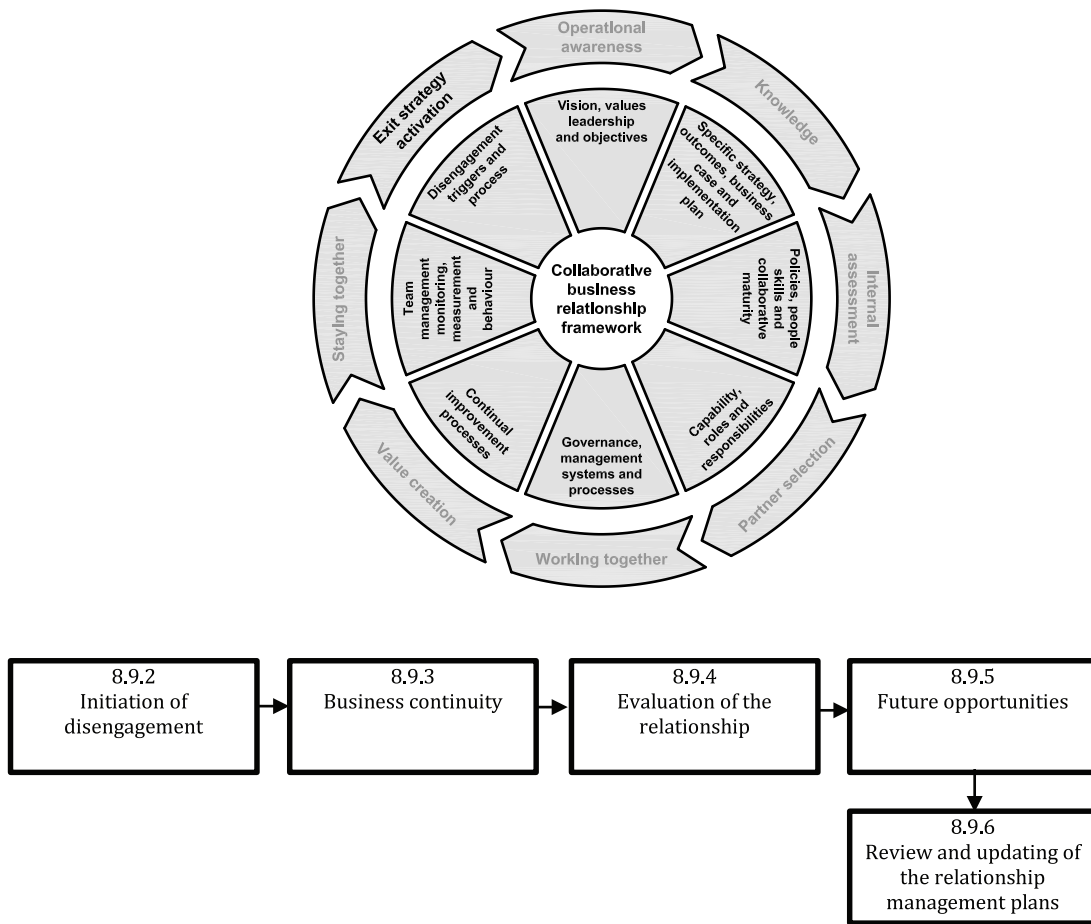 Operational
awareness
Knowledge
Internal
assessment
Partner selection
Working together
Value creation
Staying together
Exit strategy
activation
Vision, values
leadership
and objectives
Specific strategy,
outcomes, business
case and
implementation
plan
Policies, people
skills and
collaborative
maturity
Capability,
roles and
responsibilities
Governance,
management
systems and
processes
Continual
improvement
processes
Team
management
monitoring,
measurement
and
behaviour
Disengagement
triggers and
process
Collaborative
business
relationship
framework
8.9.2
Initiation of
disengagement
8.9.3
Business continuity
8.9.4
Evaluation of the
relationship
8.9.5
Future opportunities
8.9.6
Review and updating of
the relationship
management plans